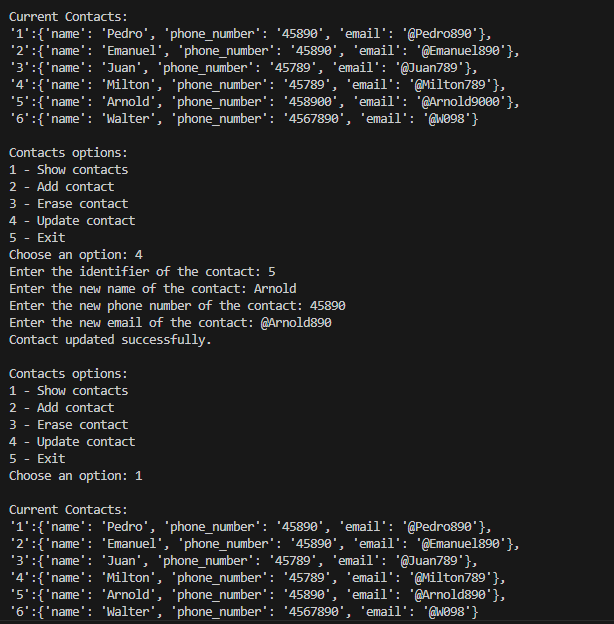 Current Contacts:
'1':{'name': 'Pedro', 'phone_number': '45890', 'email': '@Pedro890'},
'2':{'name': 'Emanuel', 'phone_number': '45890', 'email': '@Emanuel890'},
'3':{'name': 'Juan', 'phone_number': '45789', 'email': '@Juan789'},
'4':{'name': 'Milton', 'phone_number': '45789', 'email': '@Milton789'},
'5':{'name': 'Arnold', 'phone_number': '458900', 'email': '@Arnold9000'},
'6':{'name': 'Walter', 'phone_number': '4567890', 'email': '@W098'}
Contacts options:
1 - Show contacts
2 - Add contact
3 - Erase contact
4 - Update contact
5 - Exit
Choose an option: 4
Enter the identifier of the contact: 5
Enter the new name of the contact: Arnold
Enter the new phone number of the contact: 45890
Enter the new email of the contact: @Arnold890
Contact updated successfully.
Contacts options:
1 - Show contacts
2 - Add contact
3 - Erase contact
4 - Update contact
5 - Exit
Choose an option: 1
Current Contacts:
'1':{'name': 'Pedro', 'phone_number': '45890', 'email': '@Pedro890'},
'2':{'name': 'Emanuel', 'phone_number': '45890', 'email': '@Emanuel890'},
'3':{'name': 'Juan', 'phone_number': '45789', 'email': '@Juan789'},
'4':{'name': 'Milton', 'phone_number': '45789', 'email': '@Milton789'},
'5':{'name': 'Arnold', 'phone_number': '45890', 'email': '@Arnold890'},
'6':{'name': 'Walter', 'phone_number': '4567890', 'email': '@W098'}